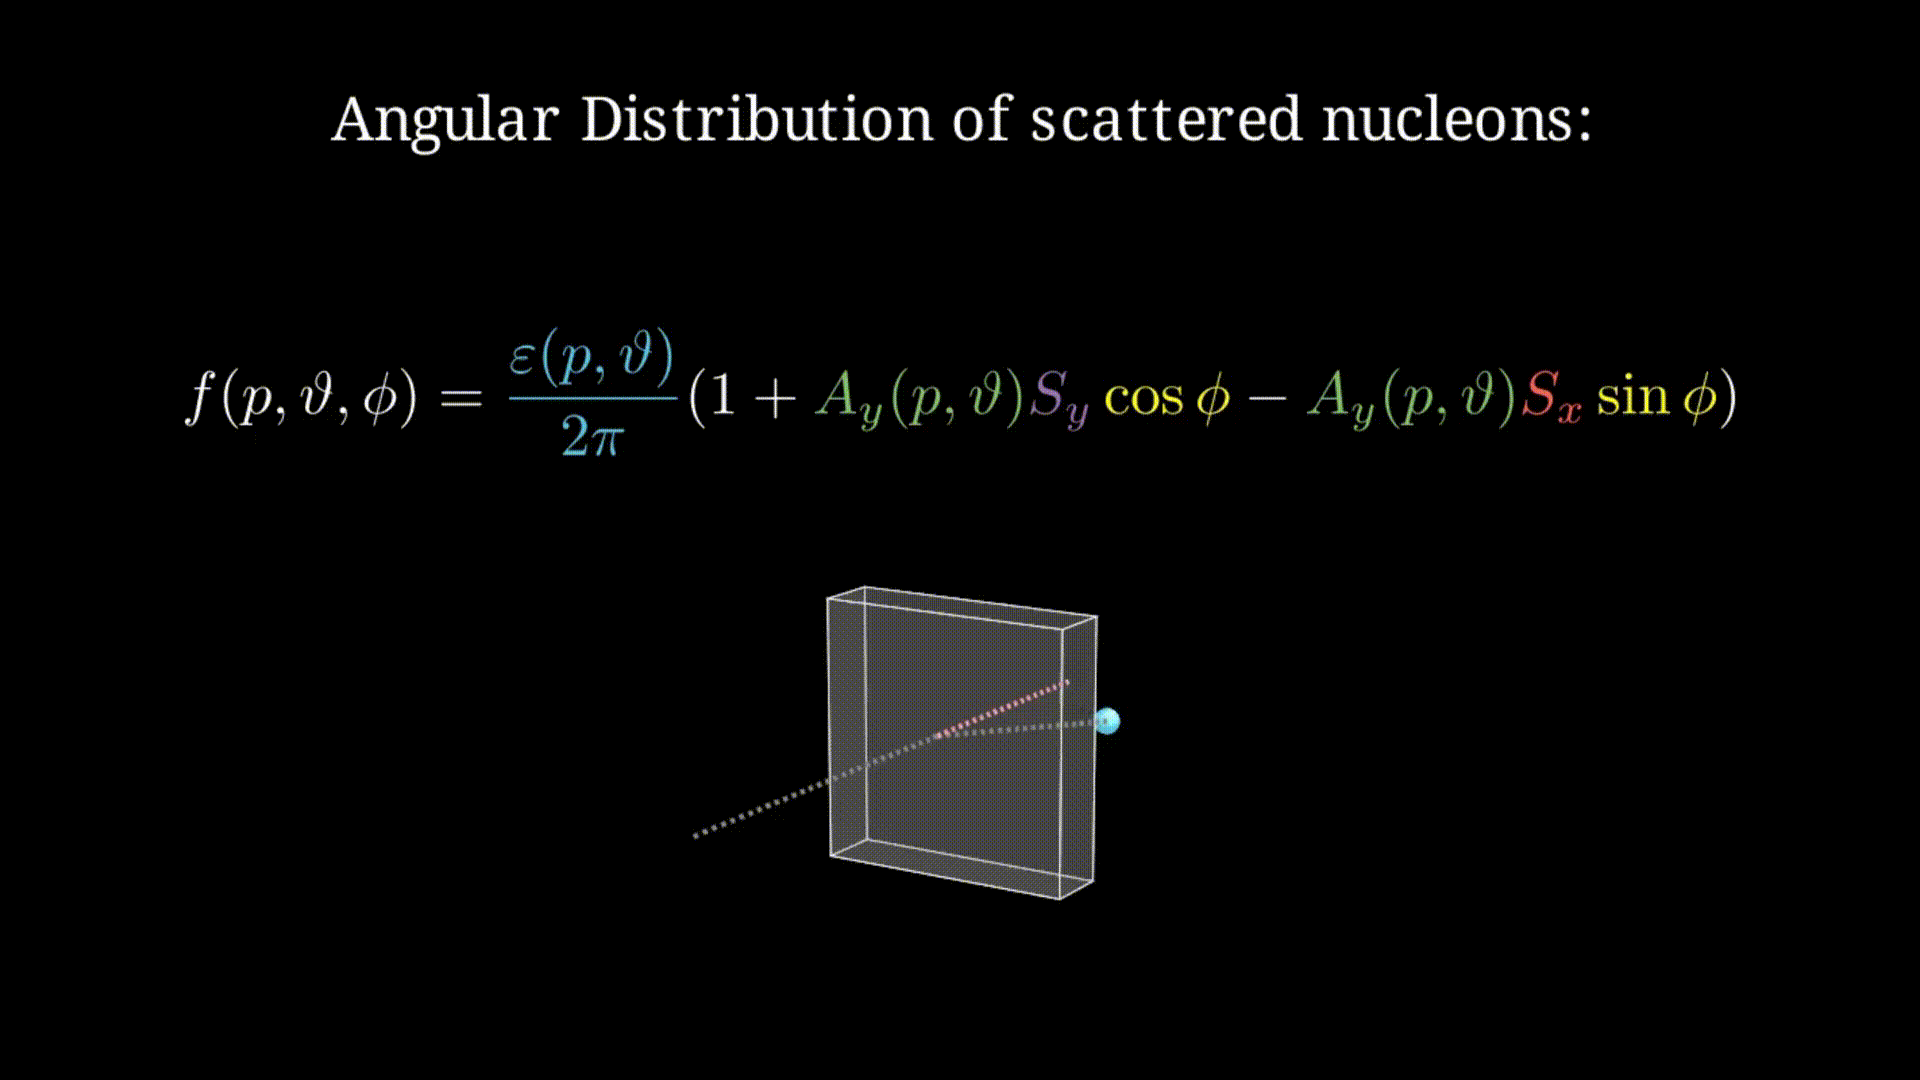 Angular Distribution of scattered nucleons:
f(p, ϑ, ϕ) = ε(p, ϑ)/2π (1 + A_y(p, ϑ)S_y cos ϕ − A_y(p, ϑ)S_x sin ϕ)